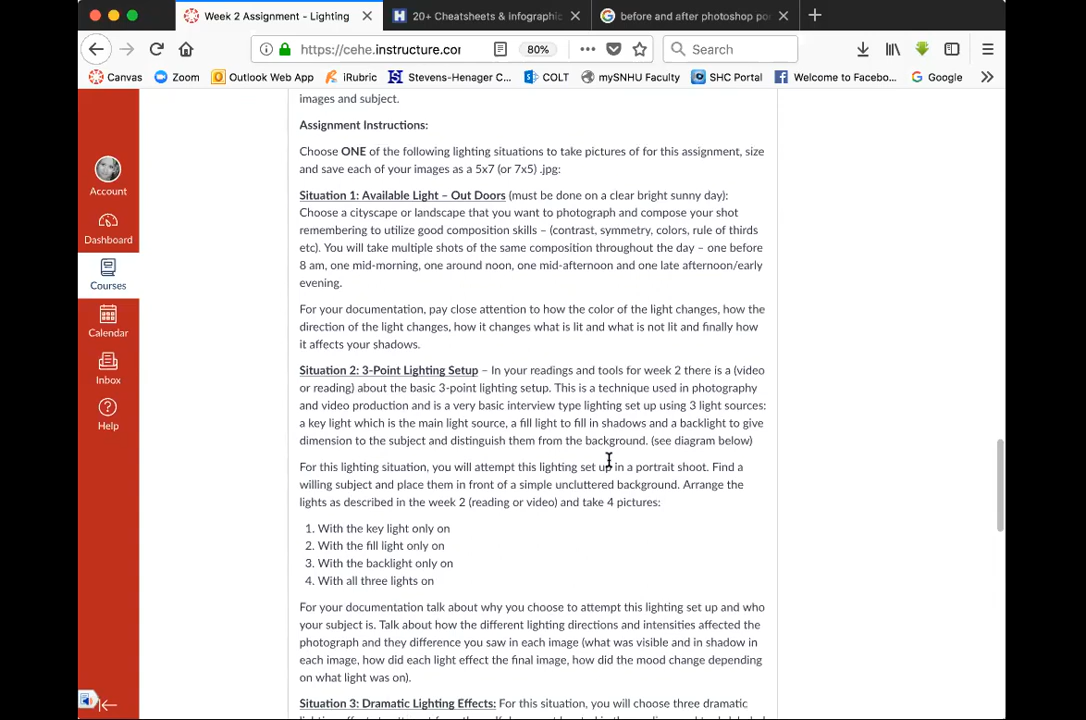 Week 2 Assignment - Lighting
20+ Cheatsheets & Infographic
before and after photoshop po
https://cehe.instructure.cor
80%
Search
Canvas
Zoom
Outlook Web App
iRubric
Stevens-Henager C...
COLT
mySNHU Faculty
SHC Portal
Welcome to Facebo...
Google
Account
Dashboard
Courses
Calendar
Inbox
Help
images and subject.
Assignment Instructions:
Choose ONE of the following lighting situations to take pictures of for this assignment, size
and save each of your images as a 5x7 (or 7x5) .jpg:
Situation 1: Available Light – Out Doors (must be done on a clear bright sunny day):
Choose a cityscape or landscape that you want to photograph and compose your shot
remembering to utilize good composition skills – (contrast, symmetry, colors, rule of thirds
etc). You will take multiple shots of the same composition throughout the day – one before
8 am, one mid-morning, one around noon, one mid-afternoon and one late afternoon/early
evening.
For your documentation, pay close attention to how the color of the light changes, how the
direction of the light changes, how it changes what is lit and what is not lit and finally how
it affects your shadows.
Situation 2: 3-Point Lighting Setup – In your readings and tools for week 2 there is a (video
or reading) about the basic 3-point lighting setup. This is a technique used in photography
and video production and is a very basic interview type lighting set up using 3 light sources:
a key light which is the main light source, a fill light to fill in shadows and a backlight to give
dimension to the subject and distinguish them from the background. (see diagram below)
For this lighting situation, you will attempt this lighting set up in a portrait shoot. Find a
willing subject and place them in front of a simple uncluttered background. Arrange the
lights as described in the week 2 (reading or video) and take 4 pictures:
1. With the key light only on
2. With the fill light only on
3. With the backlight only on
4. With all three lights on
For your documentation talk about why you choose to attempt this lighting set up and who
your subject is. Talk about how the different lighting directions and intensities affected the
photograph and they difference you saw in each image (what was visible and in shadow in
each image, how did each light effect the final image, how did the mood change depending
on what light was on).
Situation 3: Dramatic Lighting Effects: For this situation, you will choose three dramatic